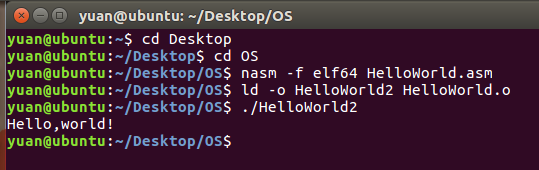 yuan@ubuntu: ~/Desktop/OS
yuan@ubuntu:~$ cd Desktop
yuan@ubuntu:~/Desktop$ cd OS
yuan@ubuntu:~/Desktop/OS$ nasm -f elf64 HelloWorld.asm
yuan@ubuntu:~/Desktop/OS$ ld -o HelloWorld2 HelloWorld.o
yuan@ubuntu:~/Desktop/OS$ ./HelloWorld2
Hello,world!
yuan@ubuntu:~/Desktop/OS$